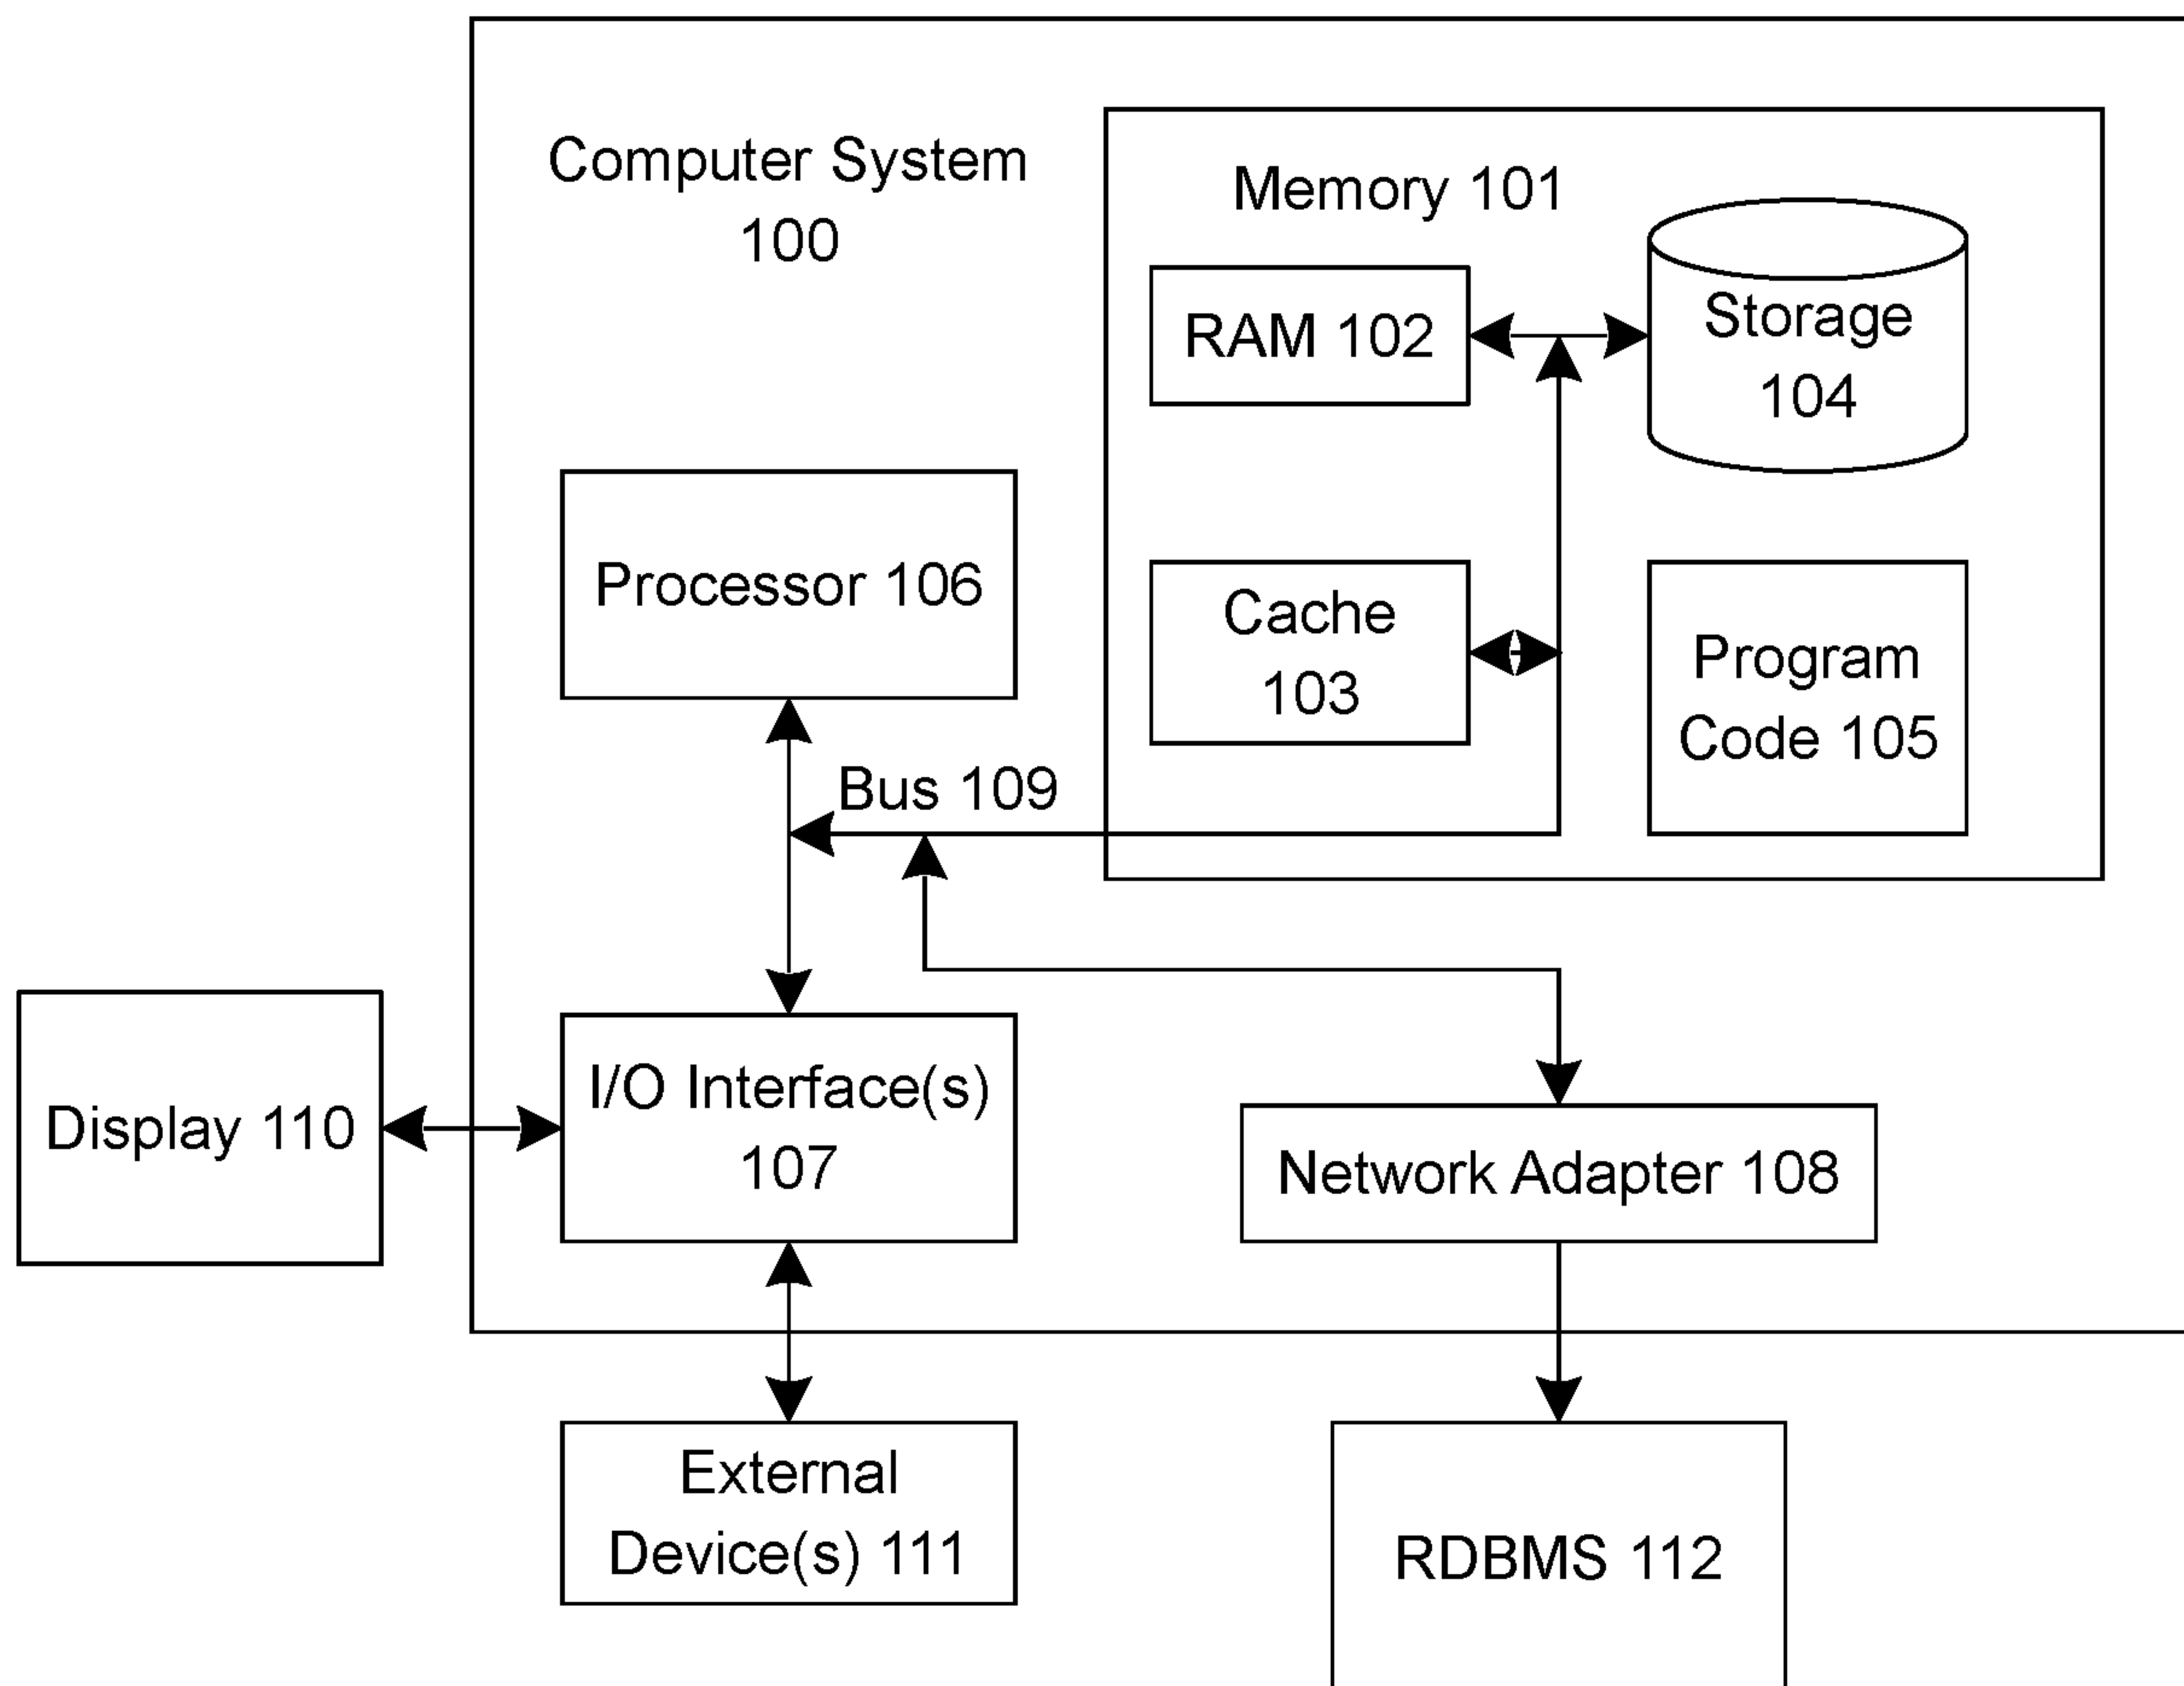 Computer System
100
Memory 101
RAM 102
Storage
104
Processor 106
Cache
103
Program
Code 105
Bus 109
Display 110
I/O Interface(s)
107
Network Adapter 108
External
Device(s) 111
RDBMS 112